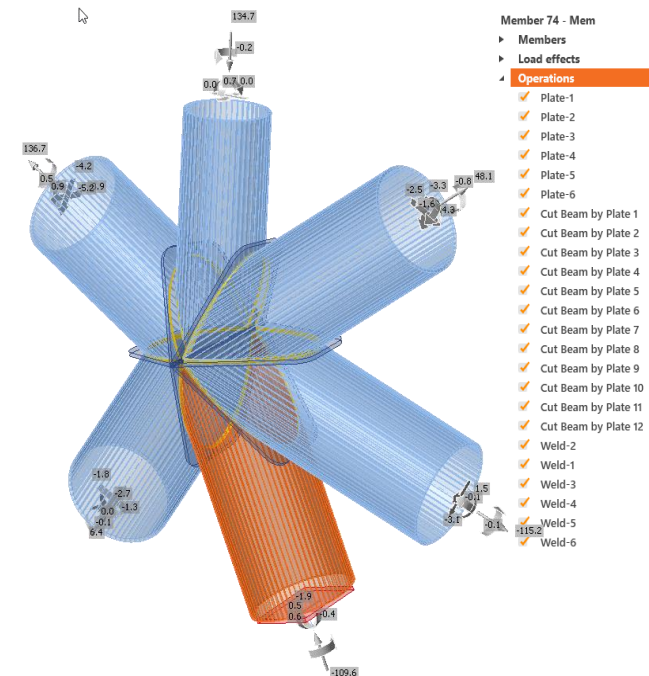 134.7
-0.2
0.0 0.7 0.0
136.7
-4.2
0.5
0.9 -5.2
48.1
-0.8
-3.3
-2.5
-1.6
4.3
-1.8
-2.7
-1.3
0.0
-0.1
6.4
1.5
-0.1
-3.1
-0.1
-115.2
-1.9
0.5
-0.4
0.6
-109.6
Member 74 - Mem
Members
Load effects
Operations
Plate-1
Plate-2
Plate-3
Plate-4
Plate-5
Plate-6
Cut Beam by Plate 1
Cut Beam by Plate 2
Cut Beam by Plate 3
Cut Beam by Plate 4
Cut Beam by Plate 5
Cut Beam by Plate 6
Cut Beam by Plate 7
Cut Beam by Plate 8
Cut Beam by Plate 9
Cut Beam by Plate 10
Cut Beam by Plate 11
Cut Beam by Plate 12
Weld-2
Weld-1
Weld-3
Weld-4
Weld-5
Weld-6